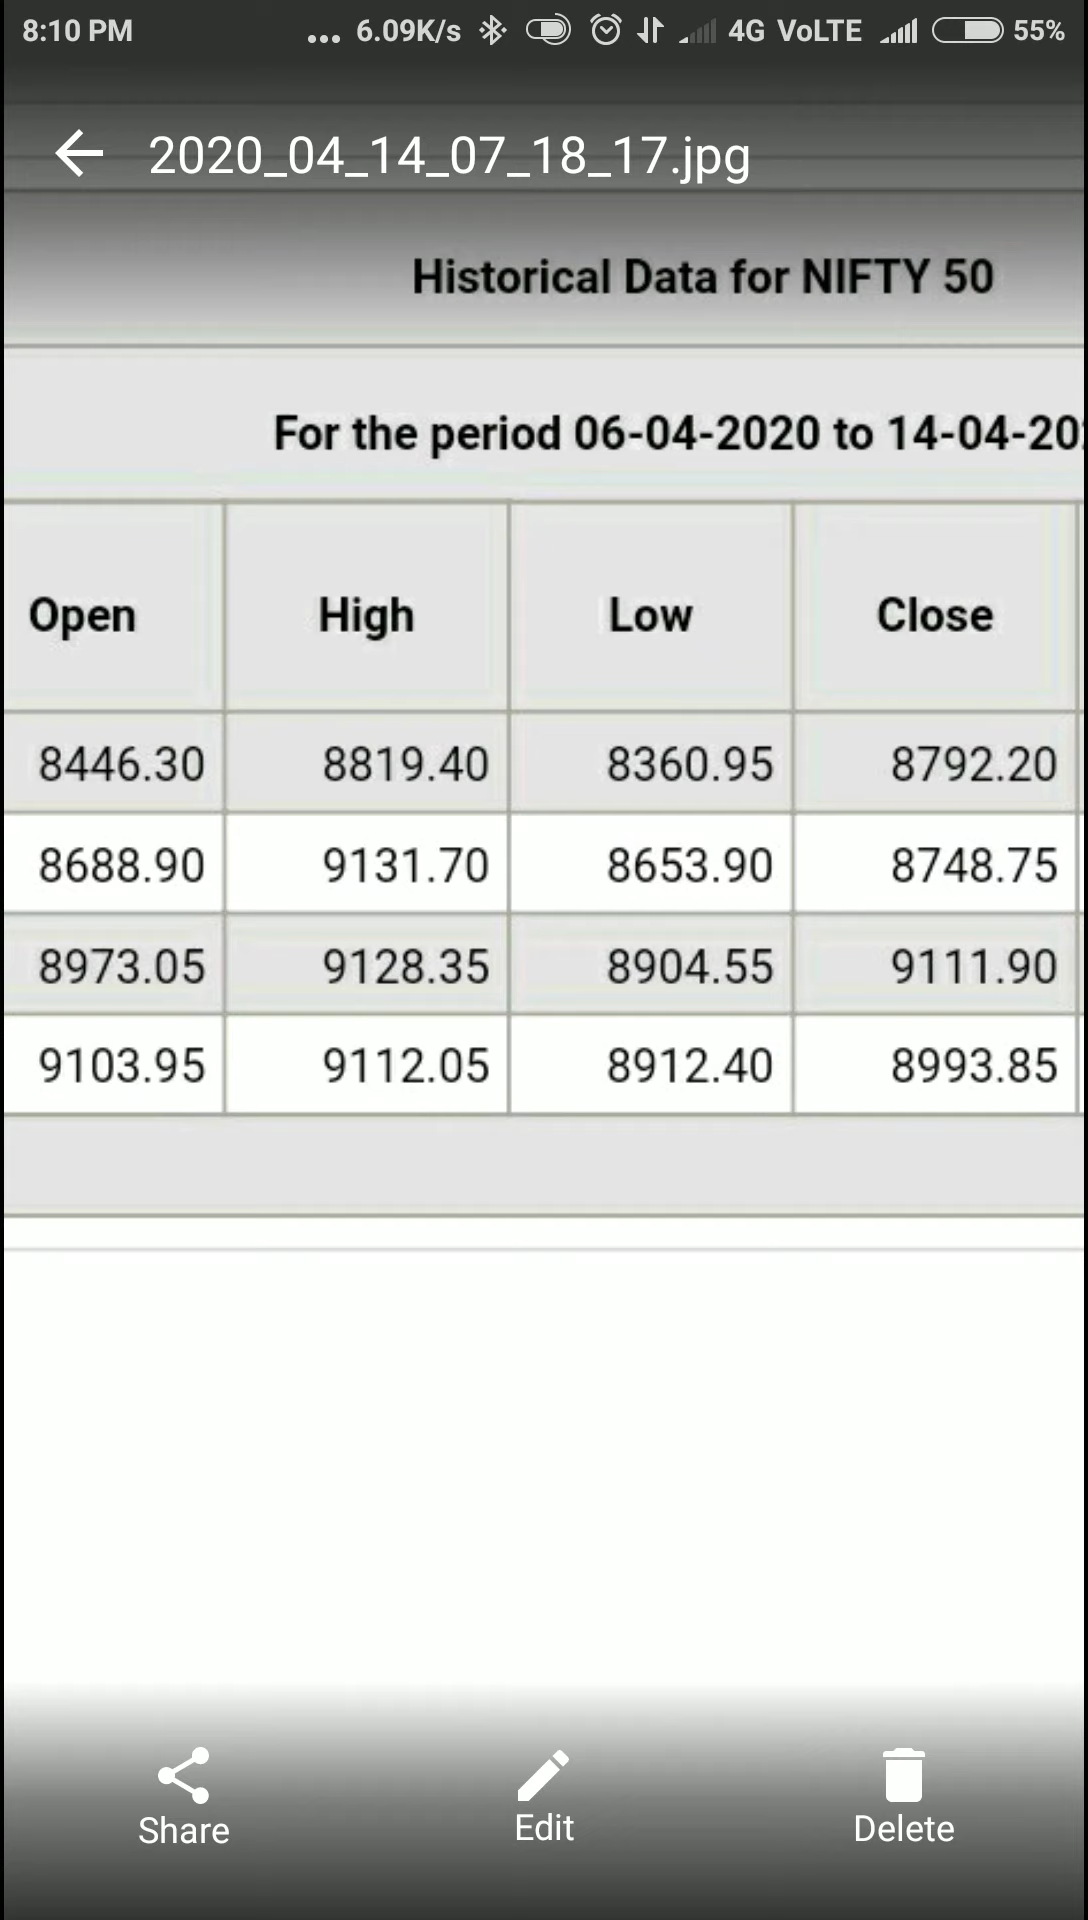 8:10 PM ... 6.09K/s 4G VoLTE 55%
2020_04_14_07_18_17.jpg
Historical Data for NIFTY 50
For the period 06-04-2020 to 14-04-20
Open High Low Close
8446.30 8819.40 8360.95 8792.20
8688.90 9131.70 8653.90 8748.75
8973.05 9128.35 8904.55 9111.90
9103.95 9112.05 8912.40 8993.85
Share Edit Delete